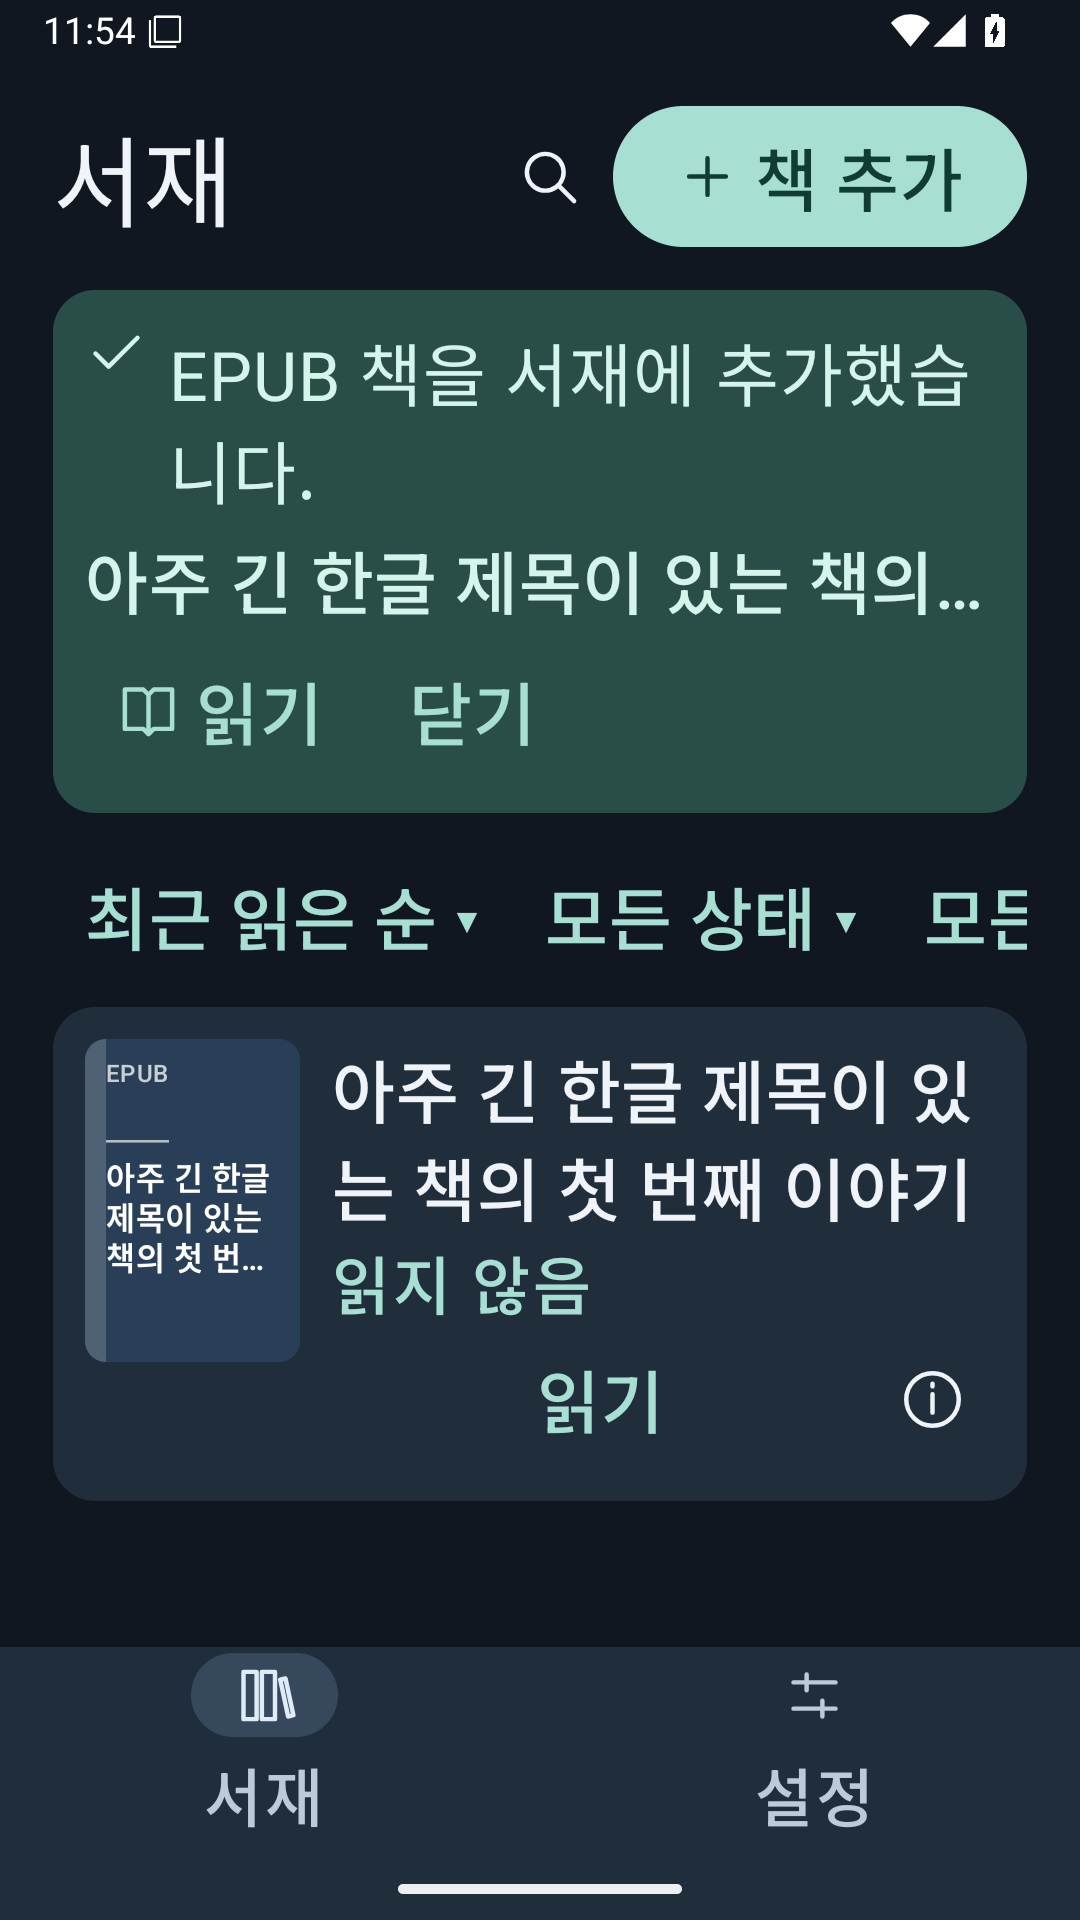 11:54
서재
책 추가
EPUB 책을 서재에 추가했습
니다.
아주 긴 한글 제목이 있는 책의…
읽기
닫기
최근 읽은 순 ▾
모든 상태 ▾
모든
EPUB
아주 긴 한글
제목이 있는
책의 첫 번…
아주 긴 한글 제목이 있
는 책의 첫 번째 이야기
읽지 않음
읽기
서재
설정